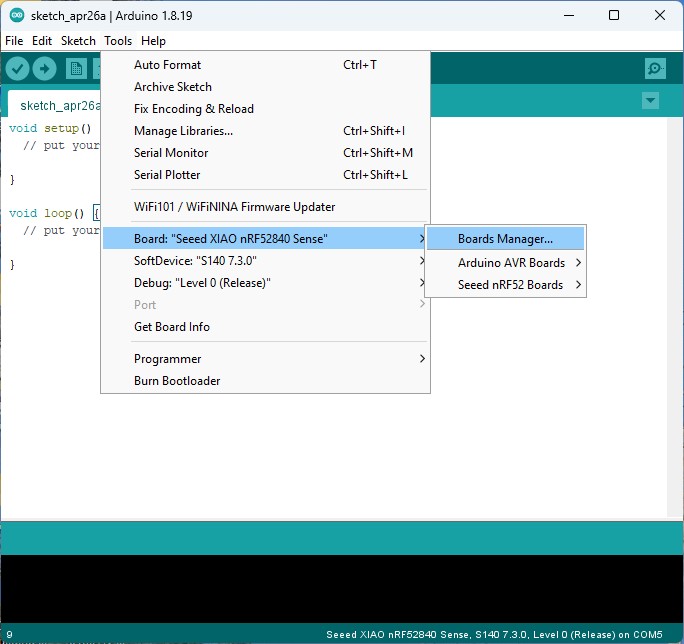 sketch_apr26a | Arduino 1.8.19
File Edit Sketch Tools Help
Auto Format Ctrl+T
Archive Sketch
Fix Encoding & Reload
Manage Libraries... Ctrl+Shift+I
Serial Monitor Ctrl+Shift+M
Serial Plotter Ctrl+Shift+L
WiFi101 / WiFiNINA Firmware Updater
Board: "Seeed XIAO nRF52840 Sense"
SoftDevice: "S140 7.3.0"
Debug: "Level 0 (Release)"
Port
Get Board Info
Programmer
Burn Bootloader
Boards Manager...
Arduino AVR Boards
Seeed nRF52 Boards
sketch_apr26a
void setup()
// put your
}
void loop() {
// put your
}
9 Seeed XIAO nRF52840 Sense, S140 7.3.0, Level 0 (Release) on COM5